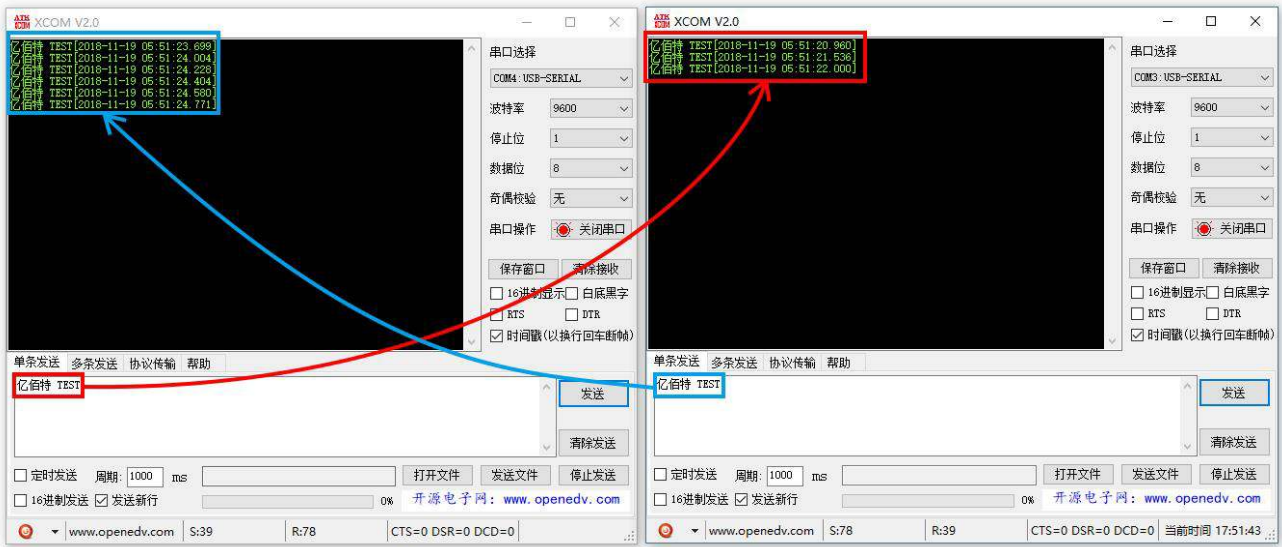 XCOM V2.0
亿佰特 TEST[2018-11-19 05:51:23.699]
亿佰特 TEST[2018-11-19 05:51:24.004]
亿佰特 TEST[2018-11-19 05:51:24.228]
亿佰特 TEST[2018-11-19 05:51:24.404]
亿佰特 TEST[2018-11-19 05:51:24.580]
亿佰特 TEST[2018-11-19 05:51:24.771]
串口选择
COM4:USB-SERIAL
波特率 9600
停止位 1
数据位 8
奇偶校验 无
串口操作 关闭串口
保存窗口 清除接收
16进制显示 白底黑字
RTS DTR
时间戳(以换行回车断帧)
单条发送 多条发送 协议传输 帮助
亿佰特 TEST
发送
清除发送
定时发送 周期: 1000 ms 打开文件 发送文件 停止发送
16进制发送 发送新行 0% 开源电子网: www.openedv.com
www.openedv.com S:39 R:78 CTS=0 DSR=0 DCD=0
ATK XCOM
XCOM V2.0
亿佰特 TEST[2018-11-19 05:51:20.960]
亿佰特 TEST[2018-11-19 05:51:21.536]
亿佰特 TEST[2018-11-19 05:51:22.000]
串口选择
COM3:USB-SERIAL
波特率 9600
停止位 1
数据位 8
奇偶校验 无
串口操作 关闭串口
保存窗口 清除接收
16进制显示 白底黑字
RTS DTR
时间戳(以换行回车断帧)
单条发送 多条发送 协议传输 帮助
亿佰特 TEST
发送
清除发送
定时发送 周期: 1000 ms 打开文件 发送文件 停止发送
16进制发送 发送新行 0% 开源电子网: www.openedv.com
www.openedv.com S:78 R:39 CTS=0 DSR=0 DCD=0 当前时间 17:51:43